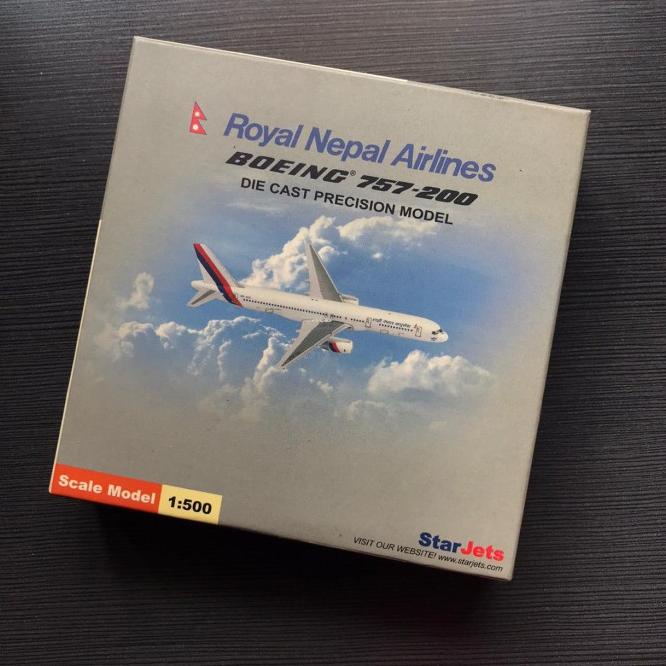 Royal Nepal Airlines
BOEING® 757-200
DIE CAST PRECISION MODEL
Scale Model 1:500
StarJets
VISIT OUR WEBSITE! www.starjets.com